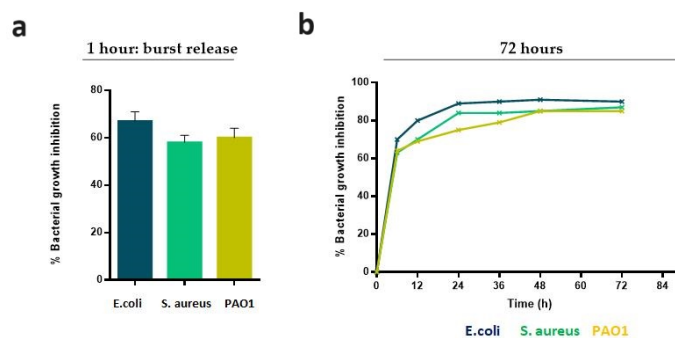 a
1 hour: burst release
% Bacterial growth inhibition
80
60
40
20
0
E.coli S. aureus PAO1
b
72 hours
% Bacterial growth inhibition
100
80
60
40
20
0
0 12 24 36 48 60 72 84
Time (h)
E.coli S. aureus PAO1